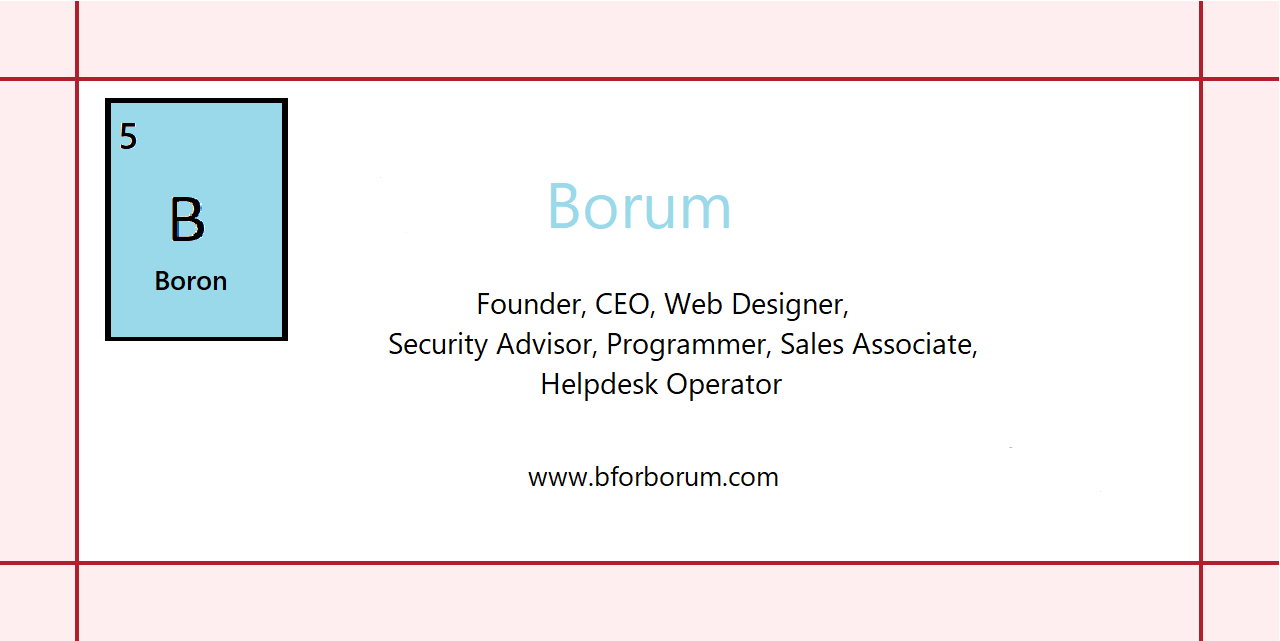 5
B
Boron
Borum
Founder, CEO, Web Designer,
Security Advisor, Programmer, Sales Associate,
Helpdesk Operator
www.bforborum.com